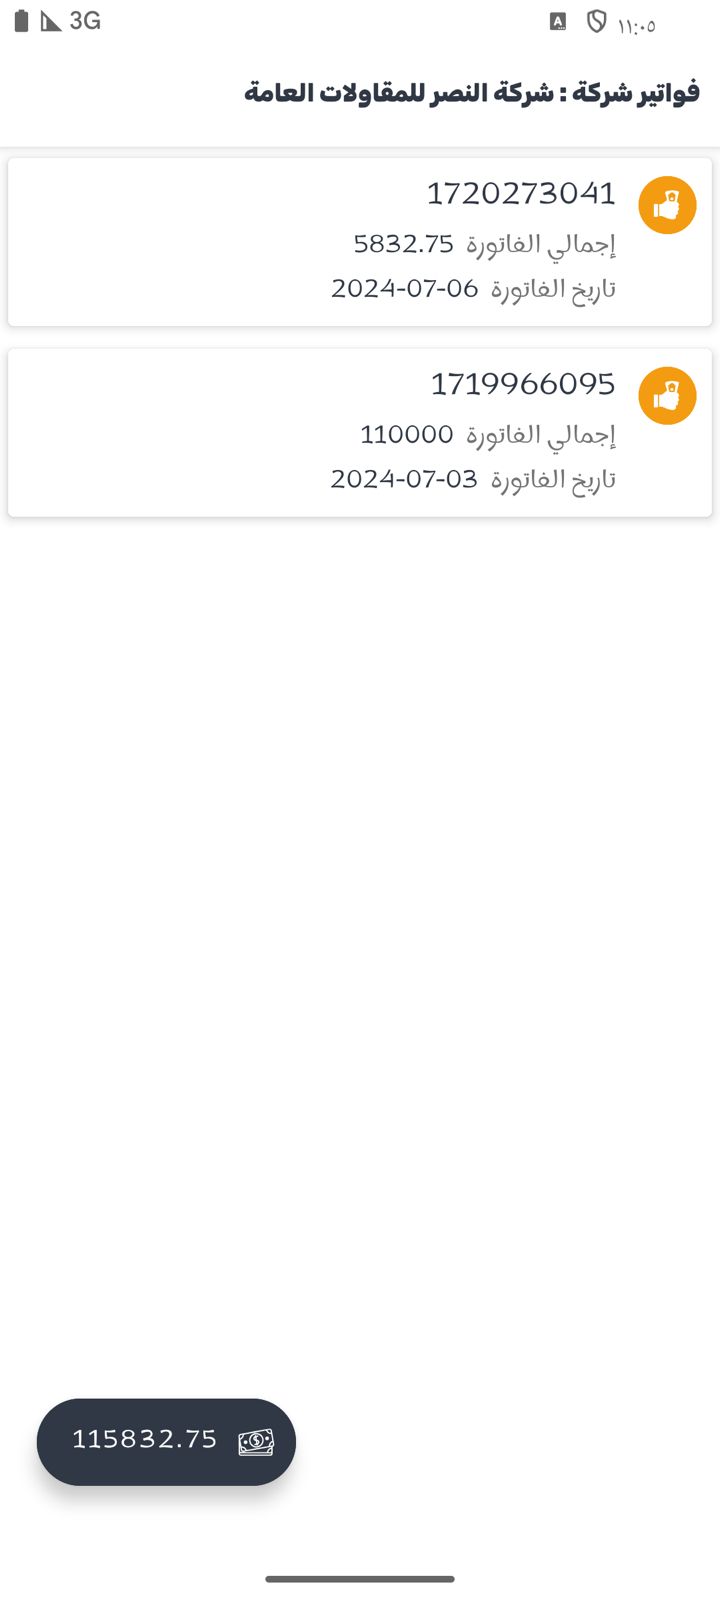 3G
١١:٠٥
فواتير شركة : شركة النصر للمقاولات العامة
1720273041
إجمالي الفاتورة 5832.75
تاريخ الفاتورة 2024-07-06
1719966095
إجمالي الفاتورة 110000
تاريخ الفاتورة 2024-07-03
115832.75